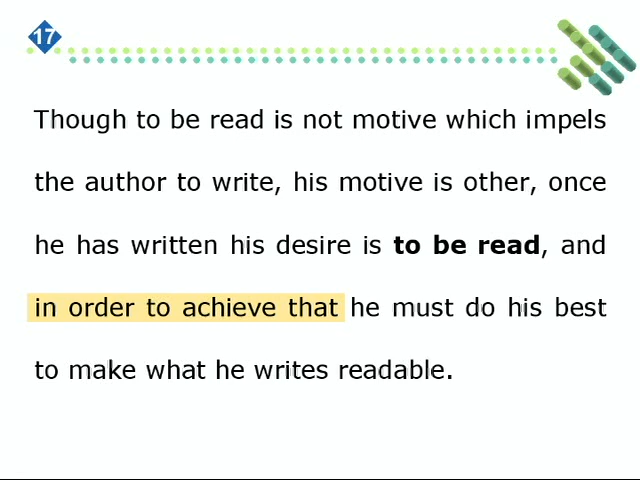 17
Though to be read is not motive which impels
the author to write, his motive is other, once
he has written his desire is to be read, and
in order to achieve that he must do his best
to make what he writes readable.